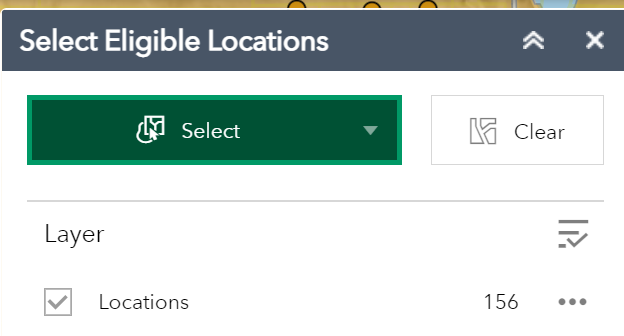 Select Eligible Locations
Select
Clear
Layer
Locations 156